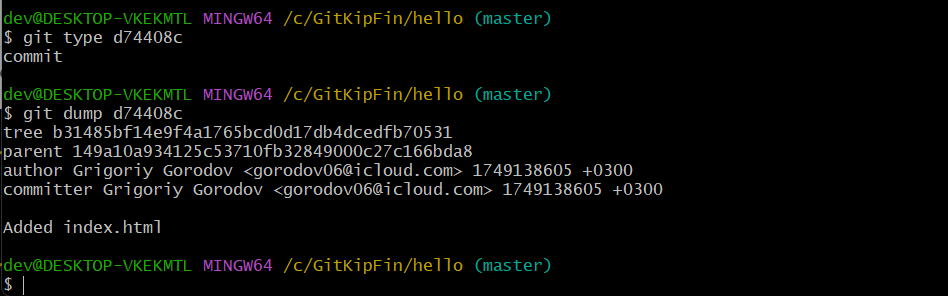 dev@DESKTOP-VKEKMTL MINGW64 /c/GitKipFin/hello (master)
$ git type d74408c
commit
dev@DESKTOP-VKEKMTL MINGW64 /c/GitKipFin/hello (master)
$ git dump d74408c
tree b31485bf14e9f4a1765bcd0d17db4dcedfb70531
parent 149a10a934125c53710fb32849000c27c166bda8
author Grigoriy Gorodov <gorodov06@icloud.com> 1749138605 +0300
committer Grigoriy Gorodov <gorodov06@icloud.com> 1749138605 +0300
Added index.html
dev@DESKTOP-VKEKMTL MINGW64 /c/GitKipFin/hello (master)
$